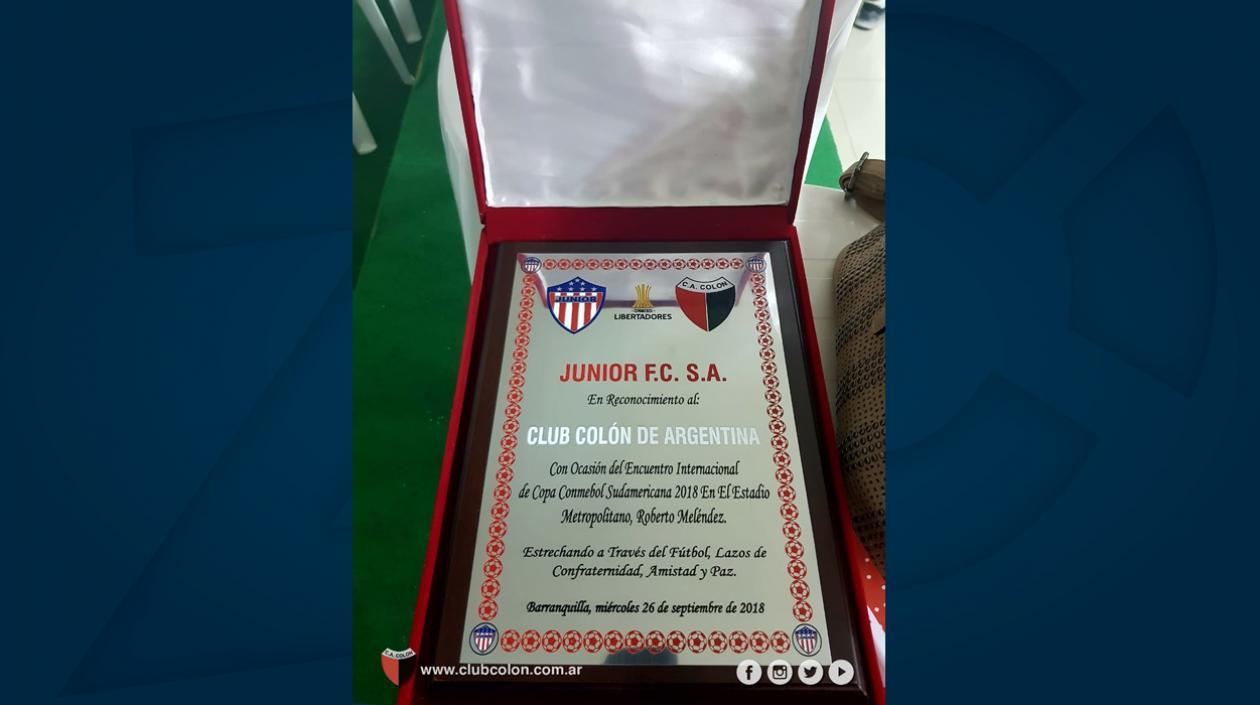 JUNIOR
C.A. COLON
LIBERTADORES
JUNIOR F.C. S.A.
En Reconocimiento al:
CLUB COLÓN DE ARGENTINA
Con Ocasión del Encuentro Internacional
de Copa Conmebol Sudamericana 2018 En El Estadio
Metropolitano, Roberto Meléndez.
Estrechando a Través del Fútbol, Lazos de
Confraternidad, Amistad y Paz.
Barranquilla, miércoles 26 de septiembre de 2018
C.A. COLON
www.clubcolon.com.ar